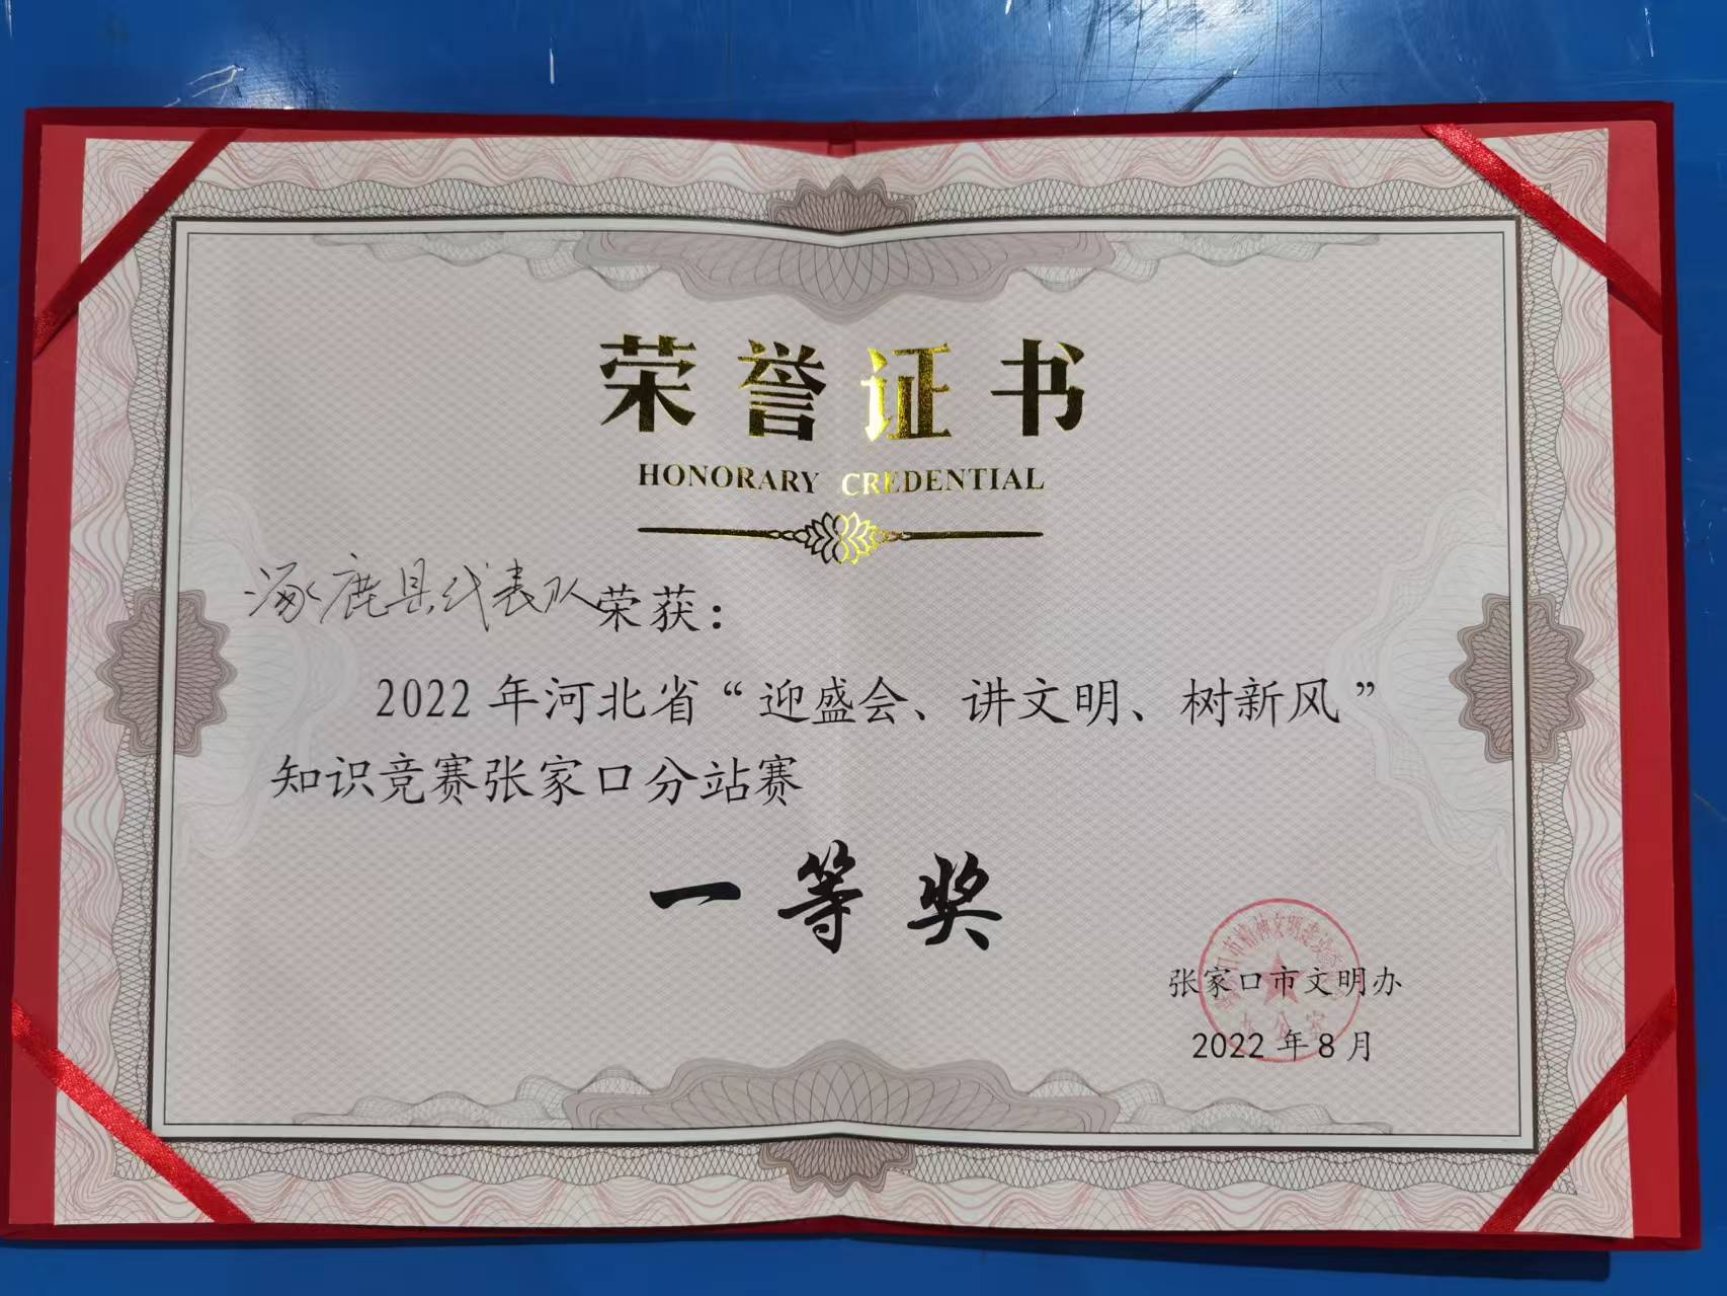 荣誉证书
HONORARY CREDENTIAL
涿鹿县代表队荣获：
2022年河北省“迎盛会、讲文明、树新风”
知识竞赛张家口分站赛
一等奖
张家口市文明办
2022年8月